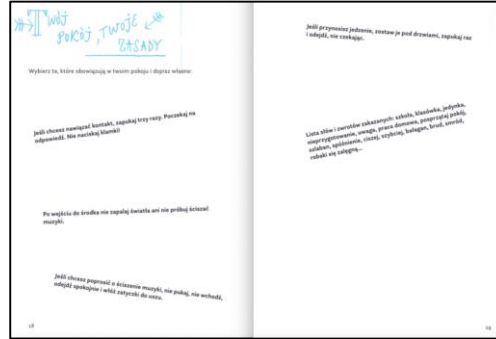 TWÓJ
POKÓJ, TWOJE
ZASADY
Wybierz te, które obowiązują w twoim pokoju i dopisz własne:
Jeśli chcesz nawiązać kontakt, zapukaj trzy razy. Poczekaj na
odpowiedź. Nie naciskaj klamki!
Po wejściu do środka nie zapalaj światła ani nie próbuj ściszać
muzyki.
Jeśli chcesz poprosić o ściszenie muzyki, nie pukaj, nie wchodź,
odejdź spokojnie i włóż zatyczki do uszu.
18
Jeśli przynosisz jedzenie, zostaw je pod drzwiami, zapukaj raz
i odejdź, nie czekając.
Lista słów i zwrotów zakazanych: szkoła, klasówka, jedynka,
nieprzygotowanie, uwaga, praca domowa, posprzątaj pokój,
szlaban, spóźnienie, ciszej, szybciej, bałagan, brud, smród,
robaki się zalęgną...
19